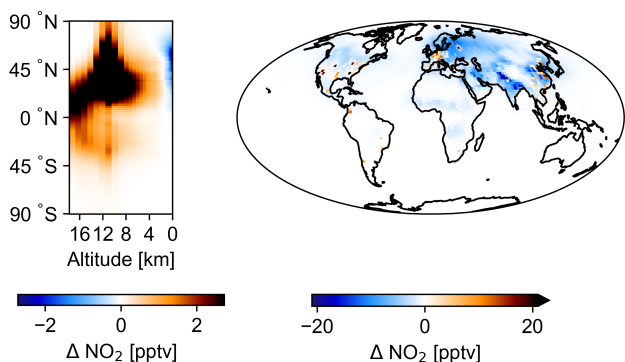 90 °N
45 °N
0 °N
45 °S
90 °S
16 12 8 4 0
Altitude [km]
−2 0 2
Δ NO₂ [pptv]
−20 0 20
Δ NO₂ [pptv]